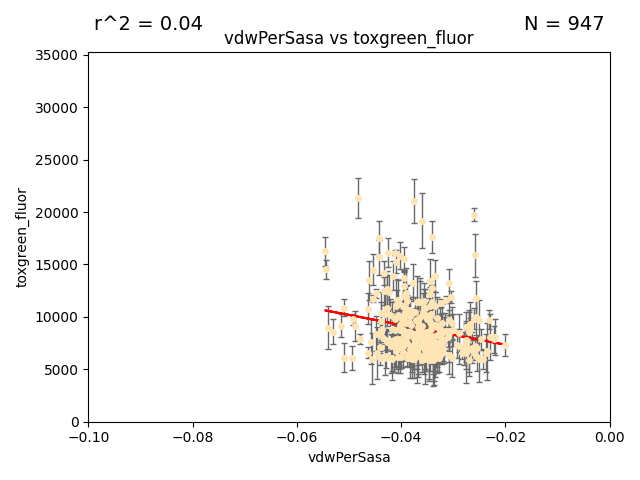 r^2 = 0.04
N = 947
vdwPerSasa vs toxgreen_fluor
35000
30000
25000
20000
15000
10000
5000
0
toxgreen_fluor
−0.10
−0.08
−0.06
−0.04
−0.02
0.00
vdwPerSasa